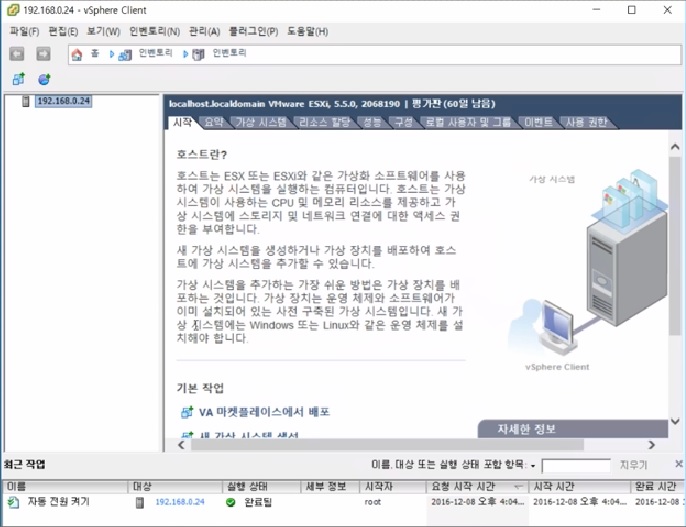 192.168.0.24 - vSphere Client
파일(F) 편집(E) 보기(W) 인벤토리(N) 관리(A) 플러그인(P) 도움말(H)
홈 인벤토리 인벤토리
192.168.0.24
localhost.localdomain VMware ESXi, 5.5.0, 2068190 | 평가판 (60일 남음)
시작 요약 가상 시스템 리소스 할당 성능 구성 로컬 사용자 및 그룹 이벤트 사용 권한
호스트란?
호스트는 ESX 또는 ESXi와 같은 가상화 소프트웨어를 사용
하여 가상 시스템을 실행하는 컴퓨터입니다. 호스트는 가상
시스템이 사용하는 CPU 및 메모리 리소스를 제공하고 가
상 시스템에 스토리지 및 네트워크 연결에 대한 액세스 권
한을 부여합니다.
새 가상 시스템을 생성하거나 가상 장치를 배포하여 호스
트에 가상 시스템을 추가할 수 있습니다.
가상 시스템을 추가하는 가장 쉬운 방법은 가상 장치를 배
포하는 것입니다. 가상 장치는 운영 체제와 소프트웨어가
이미 설치되어 있는 사전 구축된 가상 시스템입니다. 새 가
상 시스템에는 Windows 또는 Linux와 같은 운영 체제를 설
치해야 합니다.
가상 시스템
vSphere Client
기본 작업
VA 마켓플레이스에서 배포
새 가상 시스템 생성
자세한 정보
최근 작업
이름, 대상 또는 실행 상태 포함 항목: 지우기
이름 대상 실행 상태 세부 정보 시작자 요청 시작 시간 시작 시간 완료 시간
자동 전원 켜기 192.168.0.24 완료됨 root 2016-12-08 오후 4:04... 2016-12-08 오후 4:04... 2016-12-08